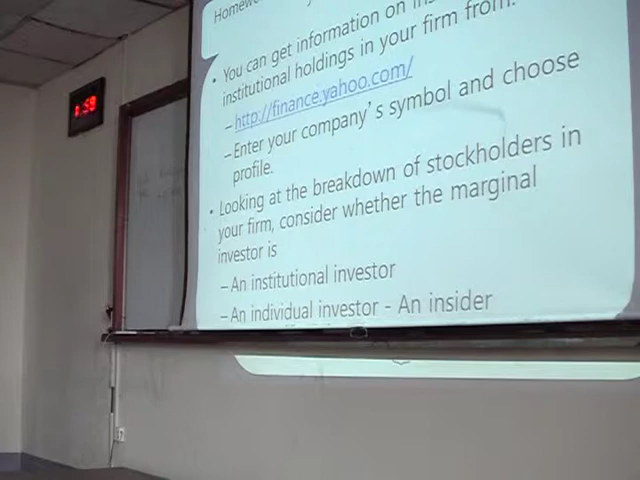 You can get information on
institutional holdings in your firm from:
– http://finance.yahoo.com/
– Enter your company's symbol and choose
profile.
• Looking at the breakdown of stockholders in
your firm, consider whether the marginal
investor is
– An institutional investor
– An individual investor - An insider